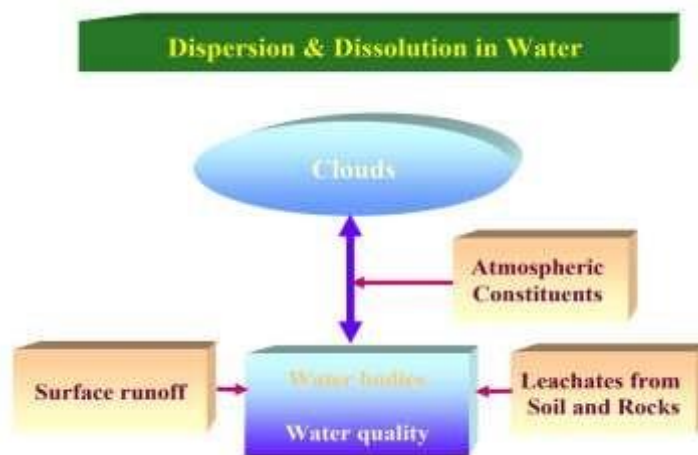 Dispersion & Dissolution in Water
Clouds
Atmospheric
Constituents
Surface runoff
Water bodies
Water quality
Leachates from
Soil and Rocks